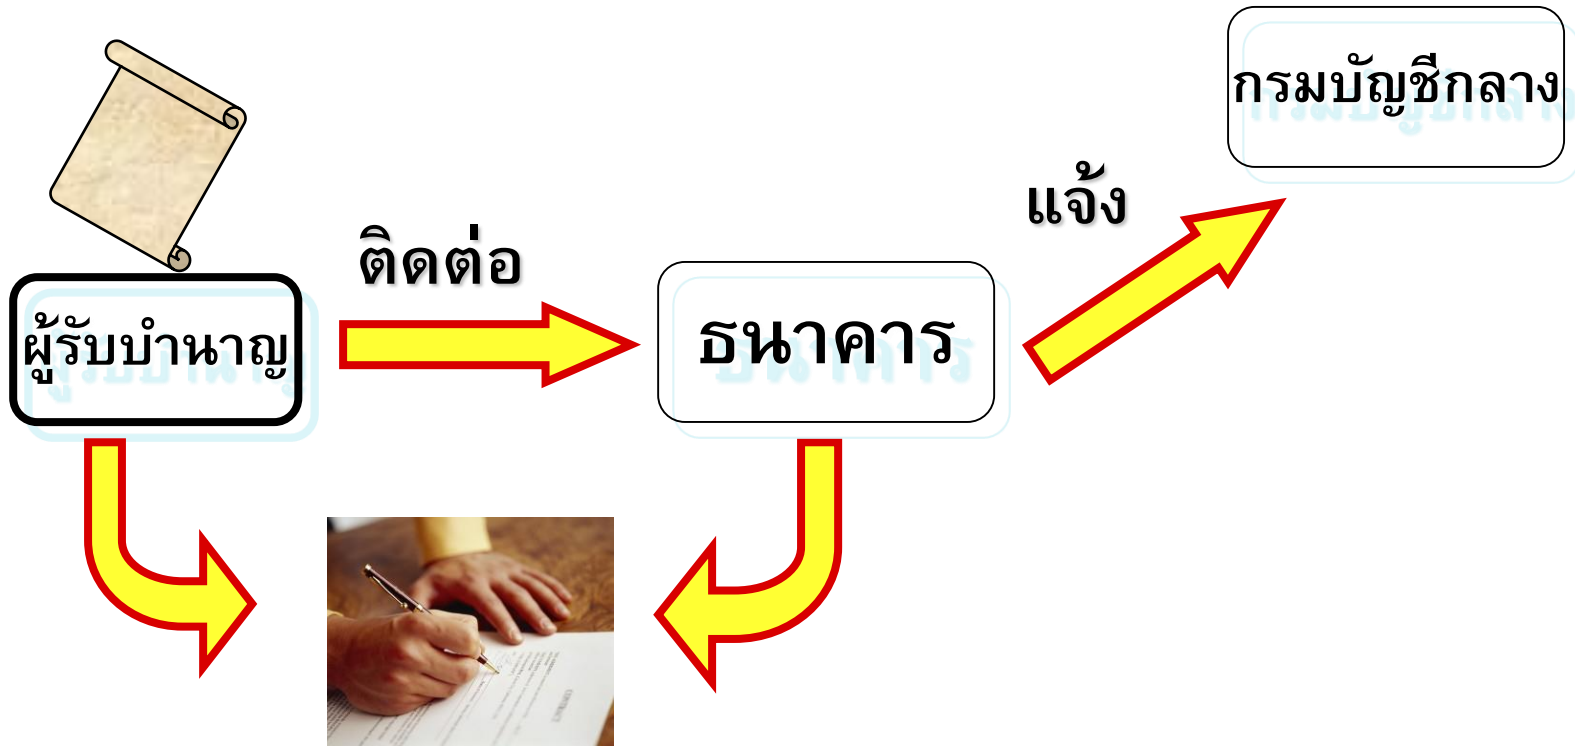 กรมบัญชีกลาง
แจ้ง
ติดต่อ
ผู้รับบำนาญ
ธนาคาร